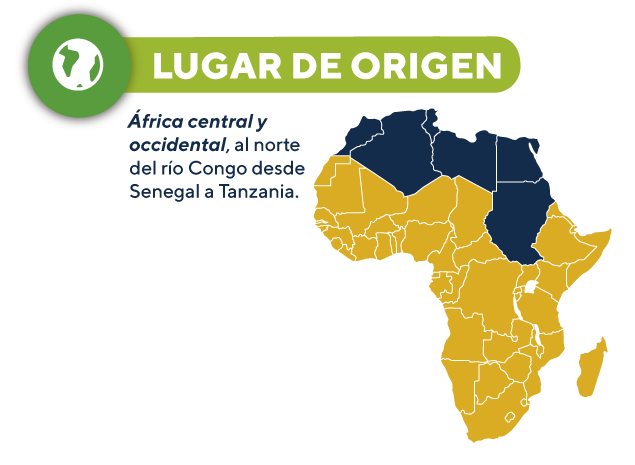 LUGAR DE ORIGEN
África central y
occidental, al norte
del río Congo desde
Senegal a Tanzania.